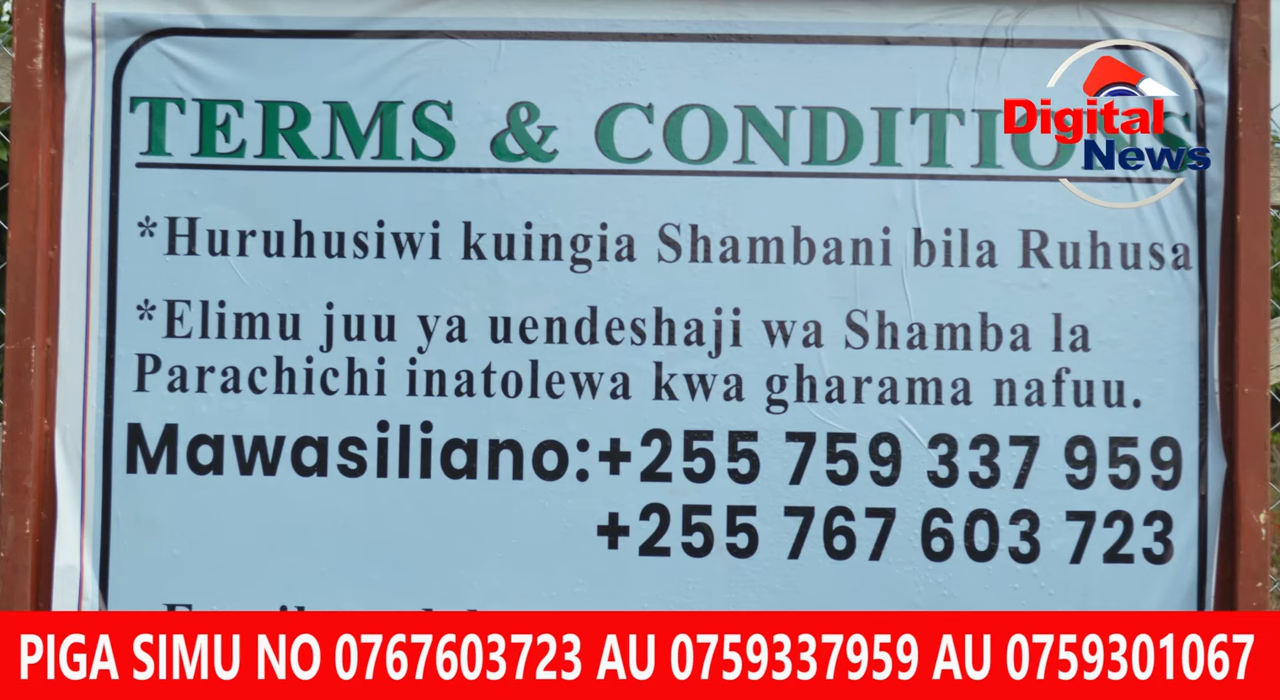 TERMS & CONDITIONS
Digital
News
*Huruhusiwi kuingia Shambani bila Ruhusa
*Elimu juu ya uendeshaji wa Shamba la
Parachichi inatolewa kwa gharama nafuu.
Mawasiliano:+255 759 337 959
+255 767 603 723
PIGA SIMU NO 0767603723 AU 0759337959 AU 0759301067